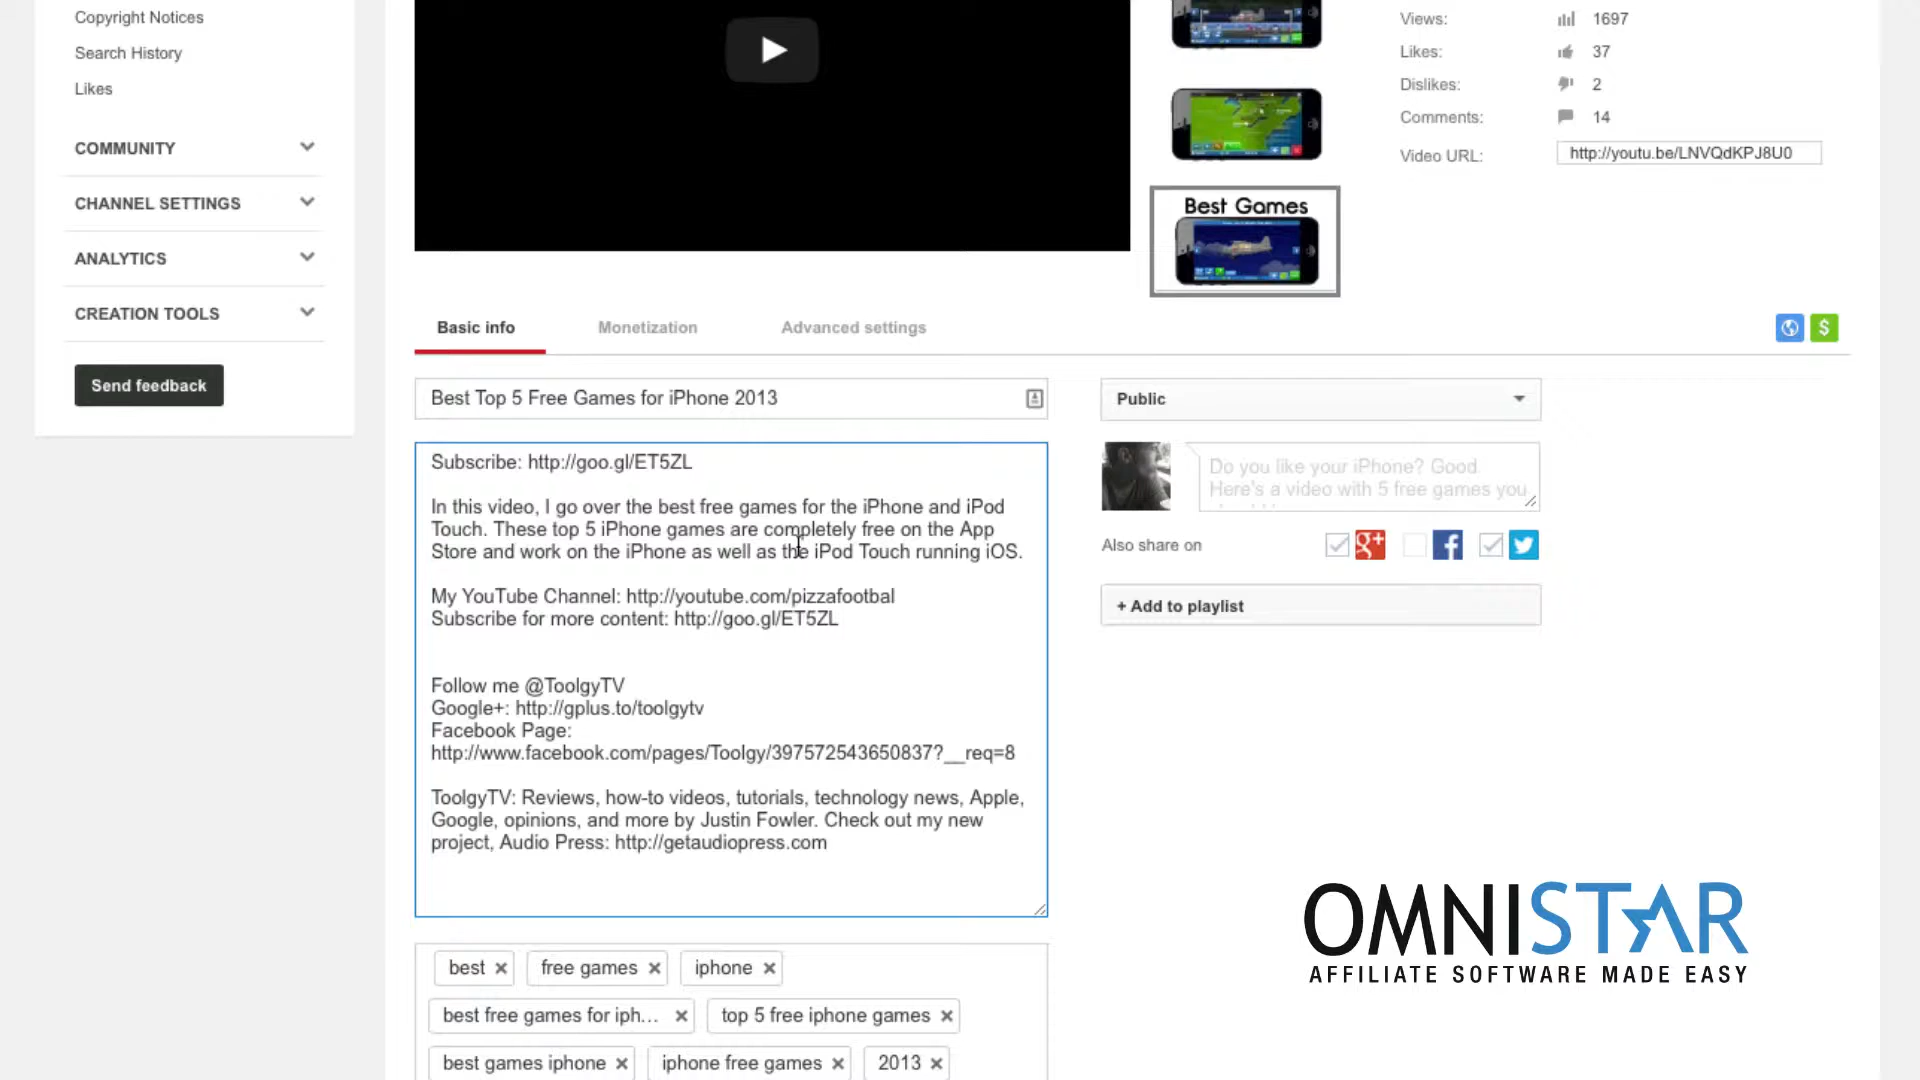 Copyright Notices
Search History
Likes
COMMUNITY
CHANNEL SETTINGS
ANALYTICS
CREATION TOOLS
Send feedback
Best Games
Views: 1697
Likes: 37
Dislikes: 2
Comments: 14
Video URL: http://youtu.be/LNVQdKPJ8U0
Basic info Monetization Advanced settings
$
Best Top 5 Free Games for iPhone 2013
Subscribe: http://goo.gl/ET5ZL
In this video, I go over the best free games for the iPhone and iPod
Touch. These top 5 iPhone games are completely free on the App
Store and work on the iPhone as well as the iPod Touch running iOS.
My YouTube Channel: http://youtube.com/pizzafootbal
Subscribe for more content: http://goo.gl/ET5ZL
Follow me @ToolgyTV
Google+: http://gplus.to/toolgytv
Facebook Page:
http://www.facebook.com/pages/Toolgy/397572543650837?__req=8
ToolgyTV: Reviews, how-to videos, tutorials, technology news, Apple,
Google, opinions, and more by Justin Fowler. Check out my new
project, Audio Press: http://getaudiopress.com
best free games iphone
best free games for iph... top 5 free iphone games
best games iphone iphone free games 2013
Public
Do you like your iPhone? Good.
Here's a video with 5 free games you
Also share on
g+ f
+ Add to playlist
OMNISTAR
AFFILIATE SOFTWARE MADE EASY